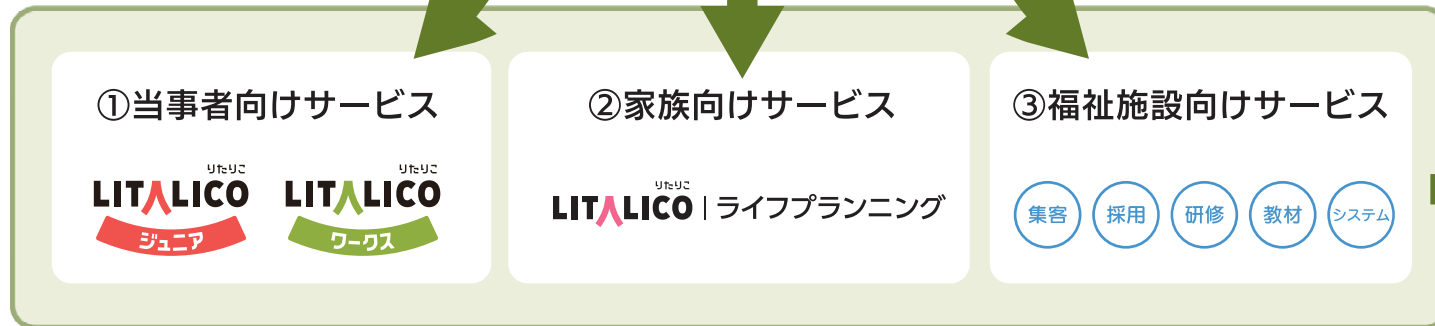 ①当事者向けサービス
りたりこ
LITALICO
ジュニア
りたりこ
LITALICO
ワークス
②家族向けサービス
りたりこ
LITALICO|ライフプランニング
③福祉施設向けサービス
集客
採用
研修
教材
システム